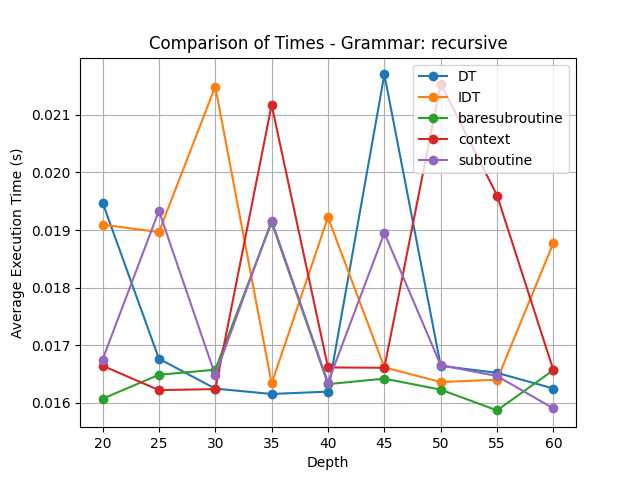 Comparison of Times - Grammar: recursive
DT
IDT
baresubroutine
context
subroutine
Average Execution Time (s)
0.021
0.020
0.019
0.018
0.017
0.016
20 25 30 35 40 45 50 55 60
Depth